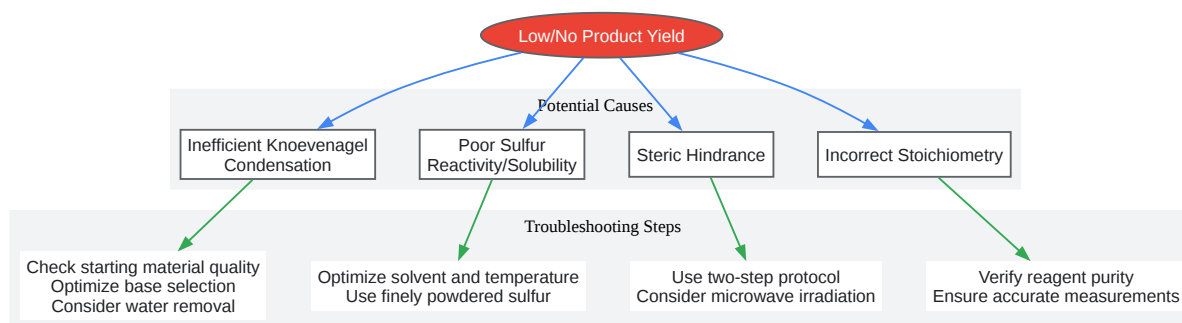 Low/No Product Yield
Potential Causes
Inefficient Knoevenagel
Condensation
Poor Sulfur
Reactivity/Solubility
Steric Hindrance
Incorrect Stoichiometry
Troubleshooting Steps
Check starting material quality
Optimize base selection
Consider water removal
Optimize solvent and temperature
Use finely powdered sulfur
Use two-step protocol
Consider microwave irradiation
Verify reagent purity
Ensure accurate measurements